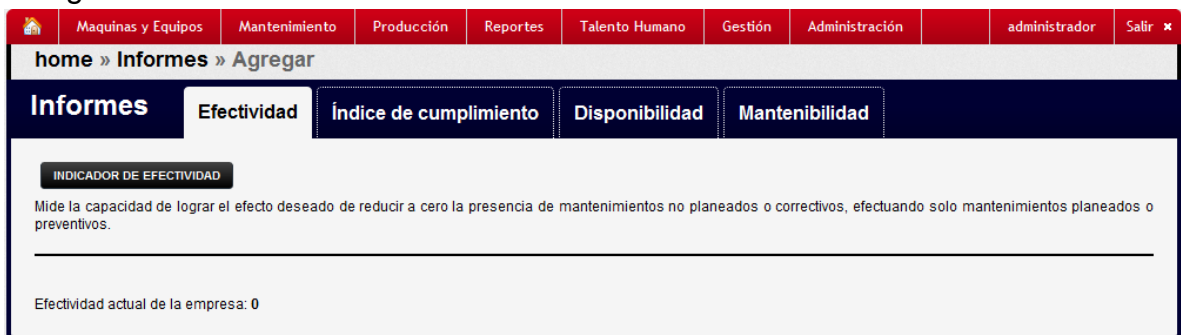 Maquinas y Equipos Mantenimiento Producción Reportes Talento Humano Gestión Administración administrador Salir ×
home » Informes » Agregar
Informes Efectividad Índice de cumplimiento Disponibilidad Mantenibilidad
INDICADOR DE EFECTIVIDAD
Mide la capacidad de lograr el efecto deseado de reducir a cero la presencia de mantenimientos no planeados o correctivos, efectuando solo mantenimientos planeados o
preventivos.
Efectividad actual de la empresa: 0